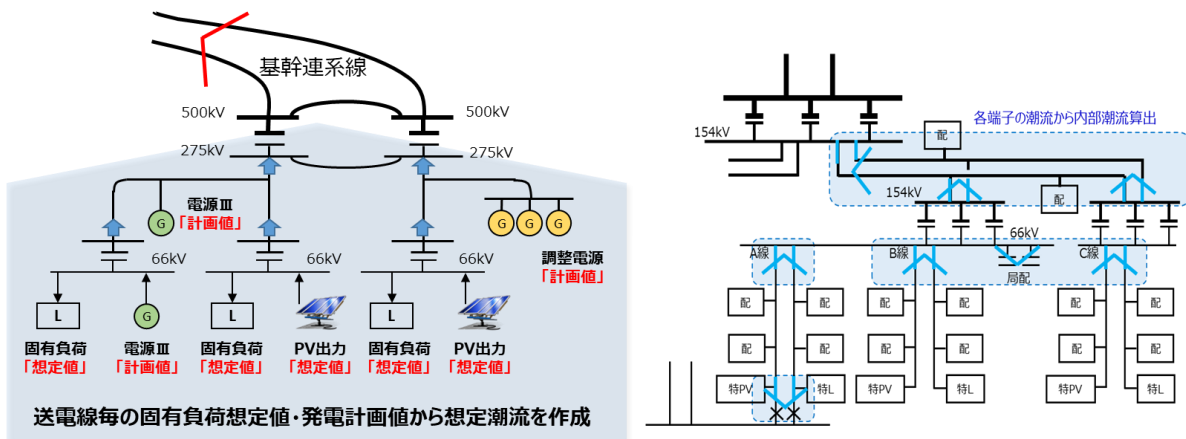 基幹連系線
500kV
500kV
275kV
275kV
電源Ⅲ
「計画値」
G
G
G
G
調整電源
「計画値」
66kV
66kV
66kV
L
G
L
L
固有負荷
「想定値」
電源Ⅲ
「計画値」
固有負荷
「想定値」
PV出力
「想定値」
固有負荷
「想定値」
PV出力
「想定値」
送電線毎の固有負荷想定値・発電計画値から想定潮流を作成
各端子の潮流から内部潮流算出
154kV
配
154kV
配
66kV
A線
B線
局配
C線
配
配
配
配
配
配
配
配
配
配
配
配
特PV
特L
特PV
特L
特PV
特L